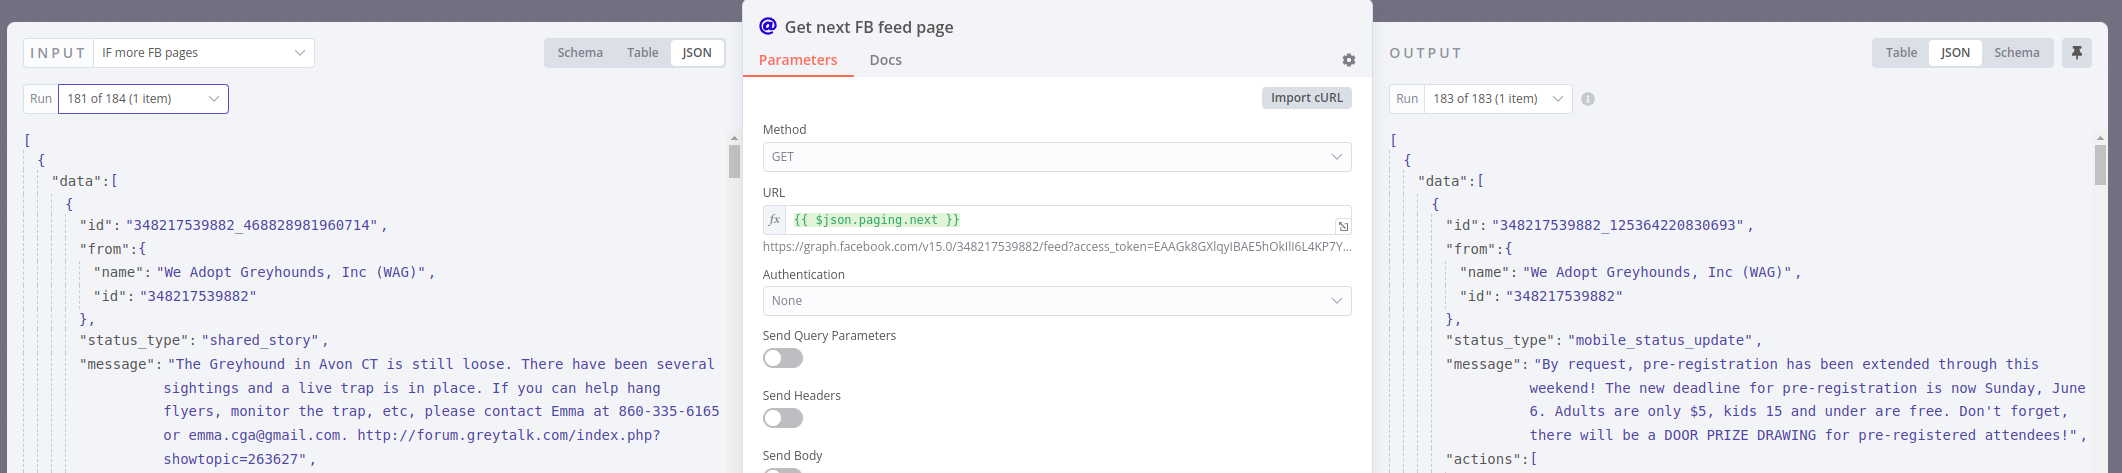 @ Get next FB feed page
INPUT IF more FB pages Schema Table JSON
Run 181 of 184 (1 item)
[
{
"data":[
{
"id":"348217539882_468828981960714",
"from":{
"name":"We Adopt Greyhounds, Inc (WAG)",
"id":"348217539882"
},
"status_type":"shared_story",
"message":"The Greyhound in Avon CT is still loose. There have been several
sightings and a live trap is in place. If you can help hang
flyers, monitor the trap, etc, please contact Emma at 860-335-6165
or emma.cga@gmail.com. http://forum.greytalk.com/index.php?
showtopic=263627",
Parameters Docs
Import cURL
Method
GET
URL
fx {{ $json.paging.next }}
https://graph.facebook.com/v15.0/348217539882/feed?access_token=EAAGk8GXlqyIBAE5hOkIlI6L4KP7Y...
Authentication
None
Send Query Parameters
Send Headers
Send Body
OUTPUT Table JSON Schema
Run 183 of 183 (1 item)
[
{
"data":[
{
"id":"348217539882_125364220830693",
"from":{
"name":"We Adopt Greyhounds, Inc (WAG)",
"id":"348217539882"
},
"status_type":"mobile_status_update",
"message":"By request, pre-registration has been extended through this
weekend! The new deadline for pre-registration is now Sunday, June
6. Adults are only $5, kids 15 and under are free. Don't forget,
there will be a DOOR PRIZE DRAWING for pre-registered attendees!",
"actions":[